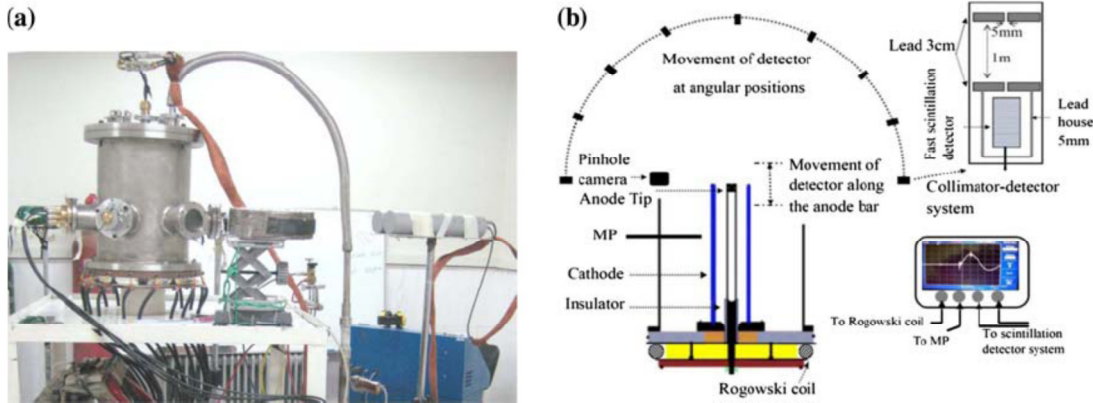 (a)
(b)
Movement of detector
at angular positions
Pinhole
camera
Anode Tip
MP
Cathode
Insulator
Movement of
detector along
the anode bar
Rogowski coil
Lead 3cm
5mm
1m
Fast scintillation
detector
Lead
house
5mm
Collimator-detector
system
To Rogowski coil
To MP
To scintillation
detector system